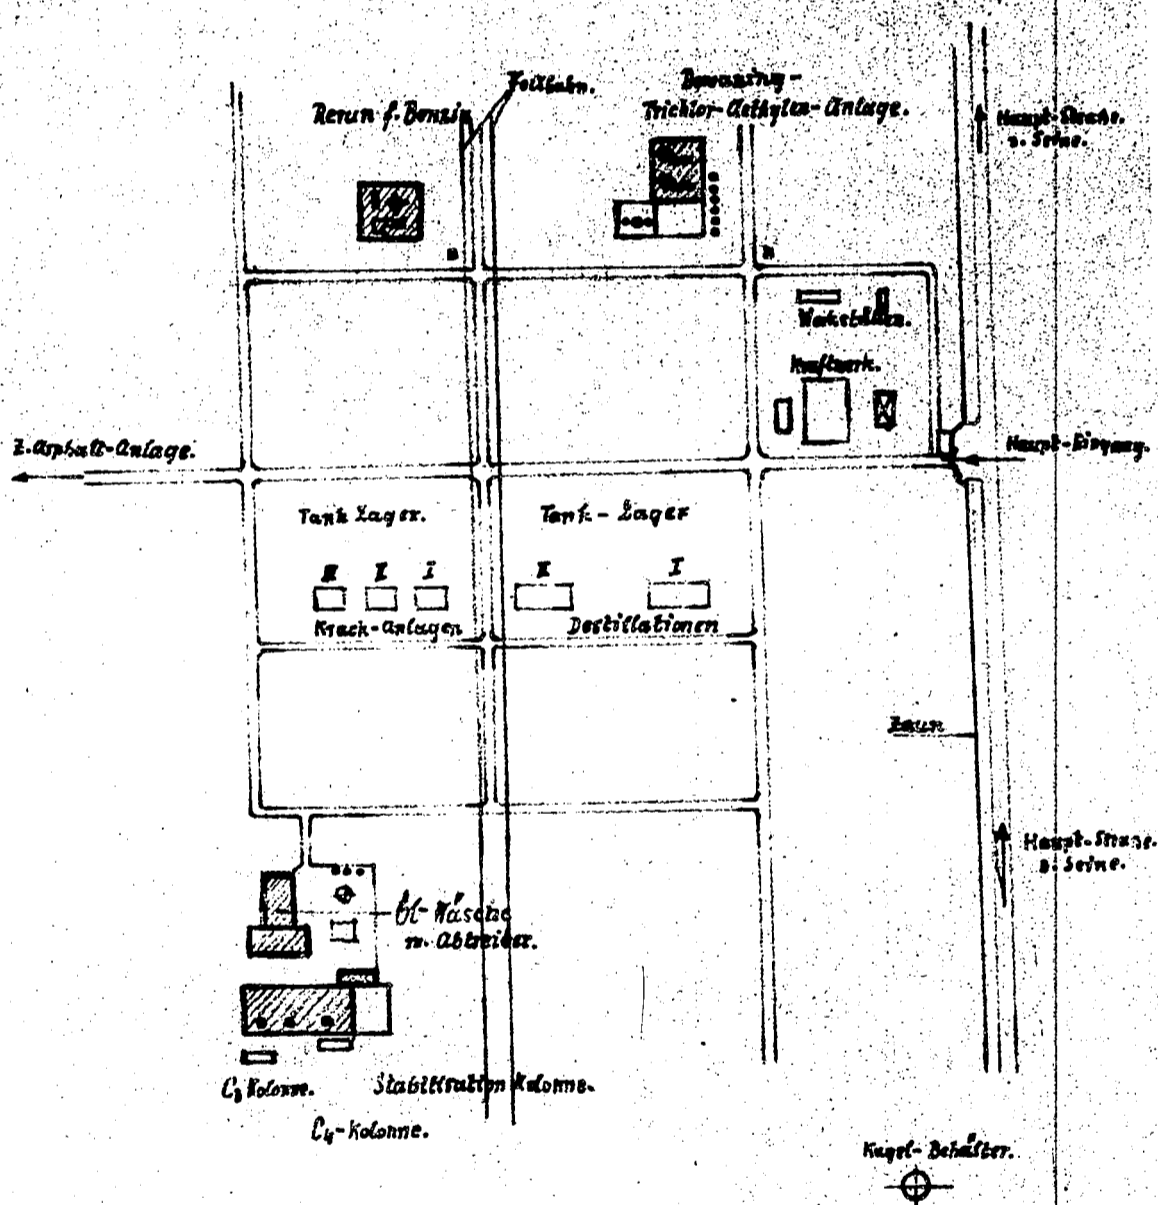 Feldbahn.
Rerun f. Benzin
Dewaxing-
Trichlor-Aethylen-Anlage.
Haupt-Strasse.
z. Seine.
Werkstätten.
Kraftwerk.
Z. Asphalt-Anlage.
Haupt-Eingang.
Tank Lager.
Tank-Lager
III II I
II I
Krack-Anlagen
Destillationen
Zaun
Haupt-Strasse.
z. Seine.
Öl-Wäsche
m. Abtreiber.
C3 Kolonne.
Stabilisation Kolonne.
C4-Kolonne.
Kugel-Behälter.